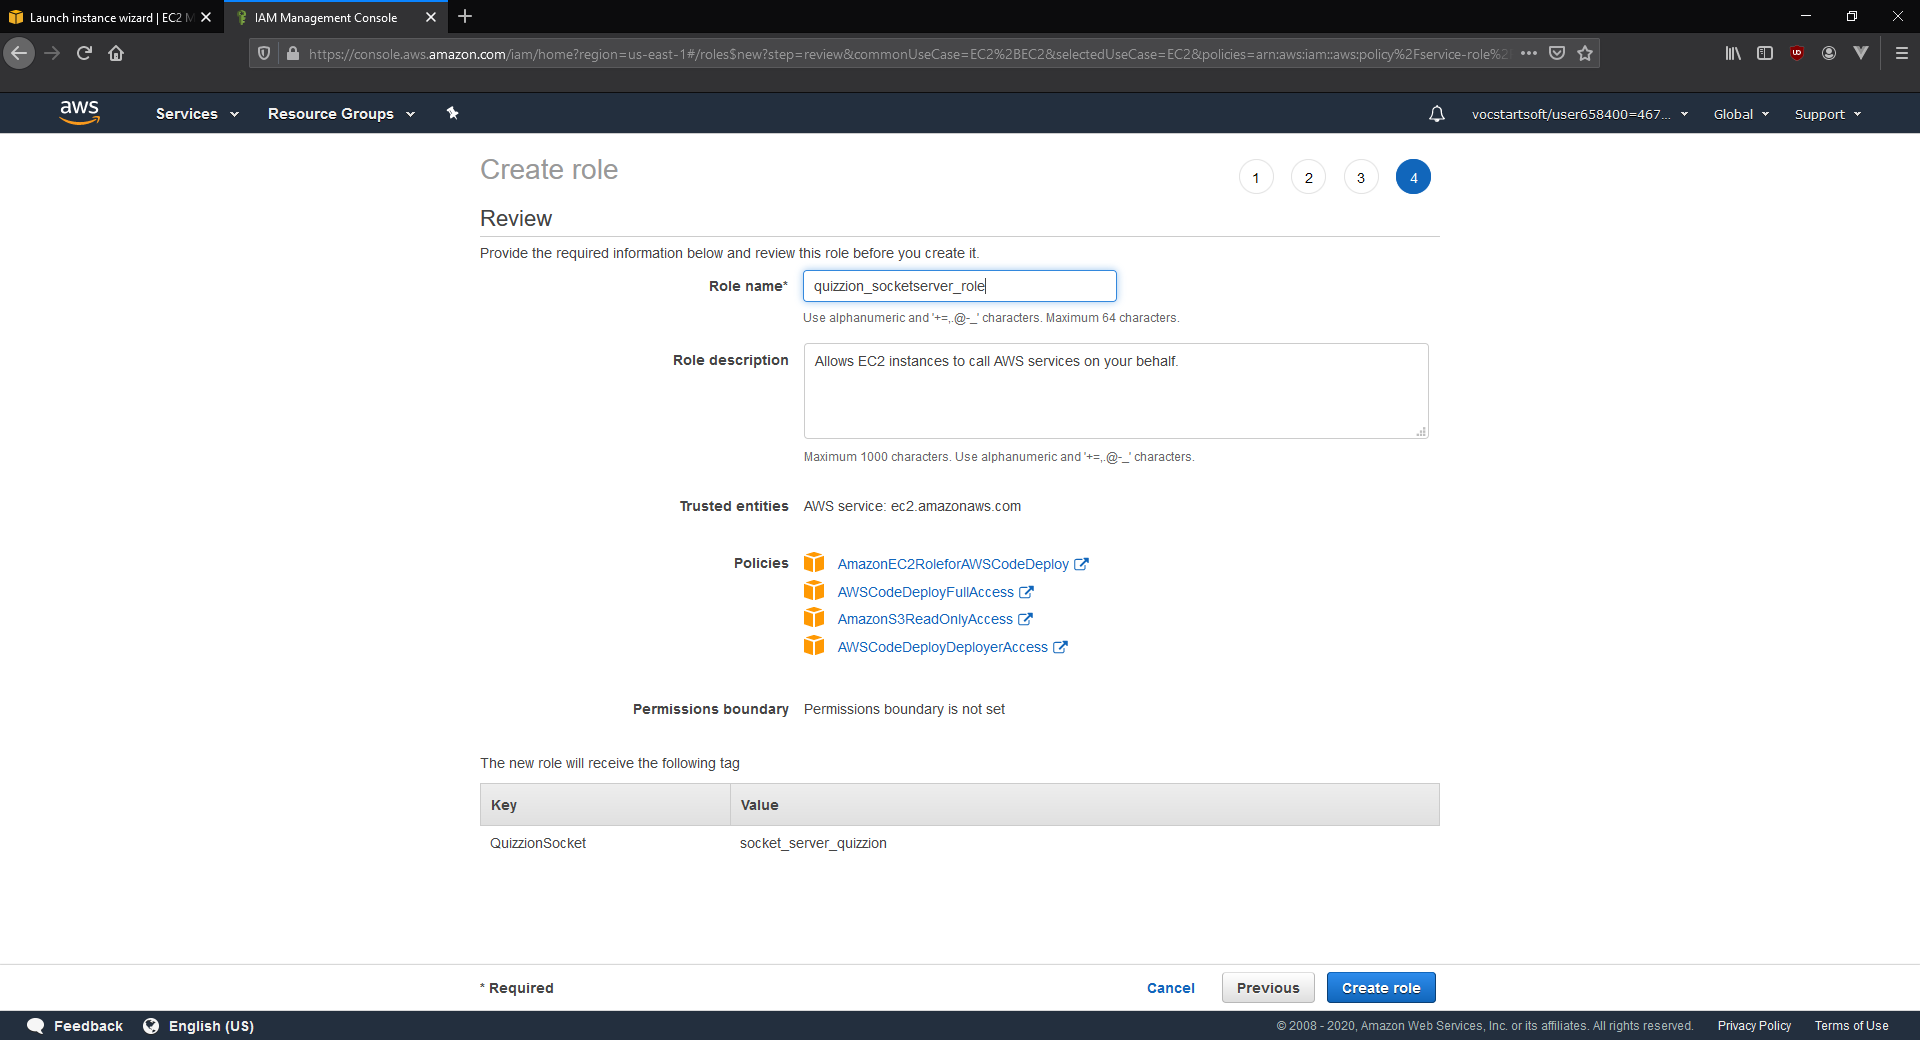 Launch instance wizard | EC2 M
IAM Management Console
https://console.aws.amazon.com/iam/home?region=us-east-1#/roles$new?step=review&commonUseCase=EC2%2BEC2&selectedUseCase=EC2&policies=arn:aws:iam::aws:policy%2Fservice-role%2
aws
Services
Resource Groups
vocstartsoft/user658400=467...
Global
Support
Create role
1
2
3
4
Review
Provide the required information below and review this role before you create it.
Role name*
quizzion_socketserver_role
Use alphanumeric and '+=,.@-_' characters. Maximum 64 characters.
Role description
Allows EC2 instances to call AWS services on your behalf.
Maximum 1000 characters. Use alphanumeric and '+=,.@-_' characters.
Trusted entities
AWS service: ec2.amazonaws.com
Policies
AmazonEC2RoleforAWSCodeDeploy
AWSCodeDeployFullAccess
AmazonS3ReadOnlyAccess
AWSCodeDeployDeployerAccess
Permissions boundary
Permissions boundary is not set
The new role will receive the following tag
Key
Value
QuizzionSocket
socket_server_quizzion
* Required
Cancel
Previous
Create role
Feedback
English (US)
© 2008 - 2020, Amazon Web Services, Inc. or its affiliates. All rights reserved.
Privacy Policy
Terms of Use